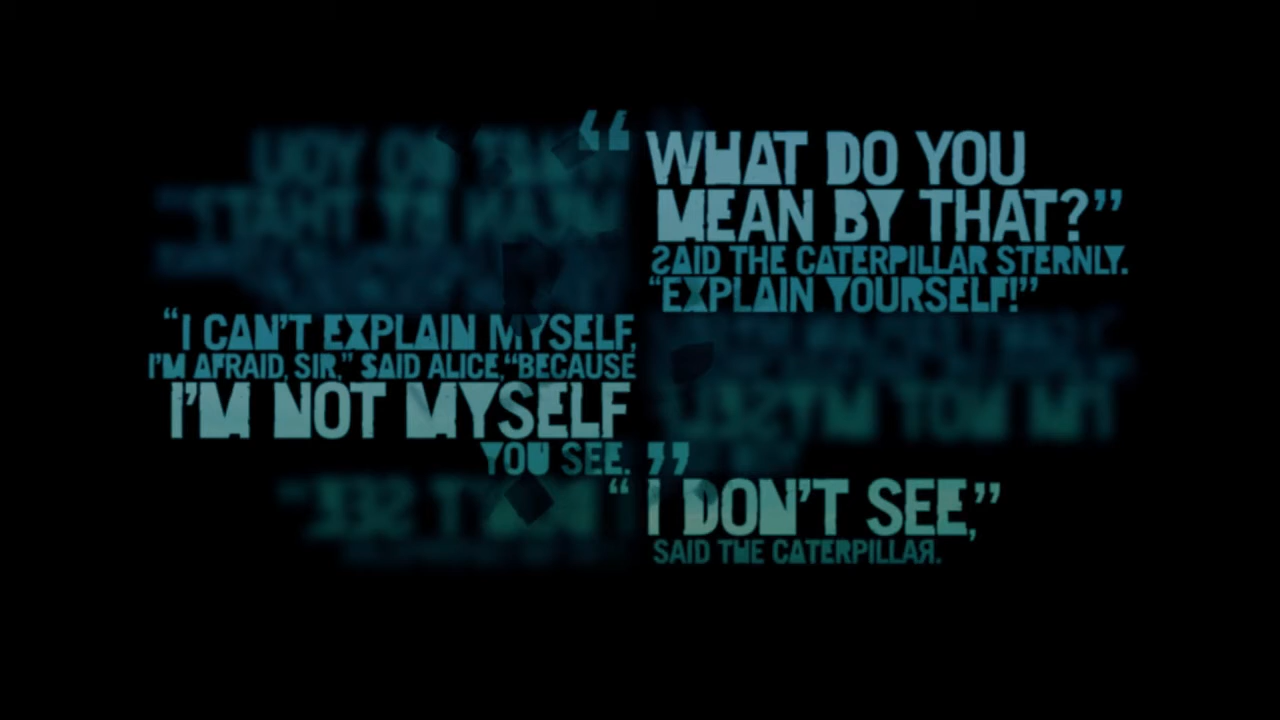 “WHAT DO YOU
MEAN BY THAT?”
SAID THE CATERPILLAR STERNLY.
“EXPLAIN YOURSELF!”
“I CAN’T EXPLAIN MYSELF,
I’M AFRAID, SIR,” SAID ALICE, “BECAUSE
I’M NOT MYSELF
YOU SEE.”
“I DON’T SEE,”
SAID THE CATERPILLAR.